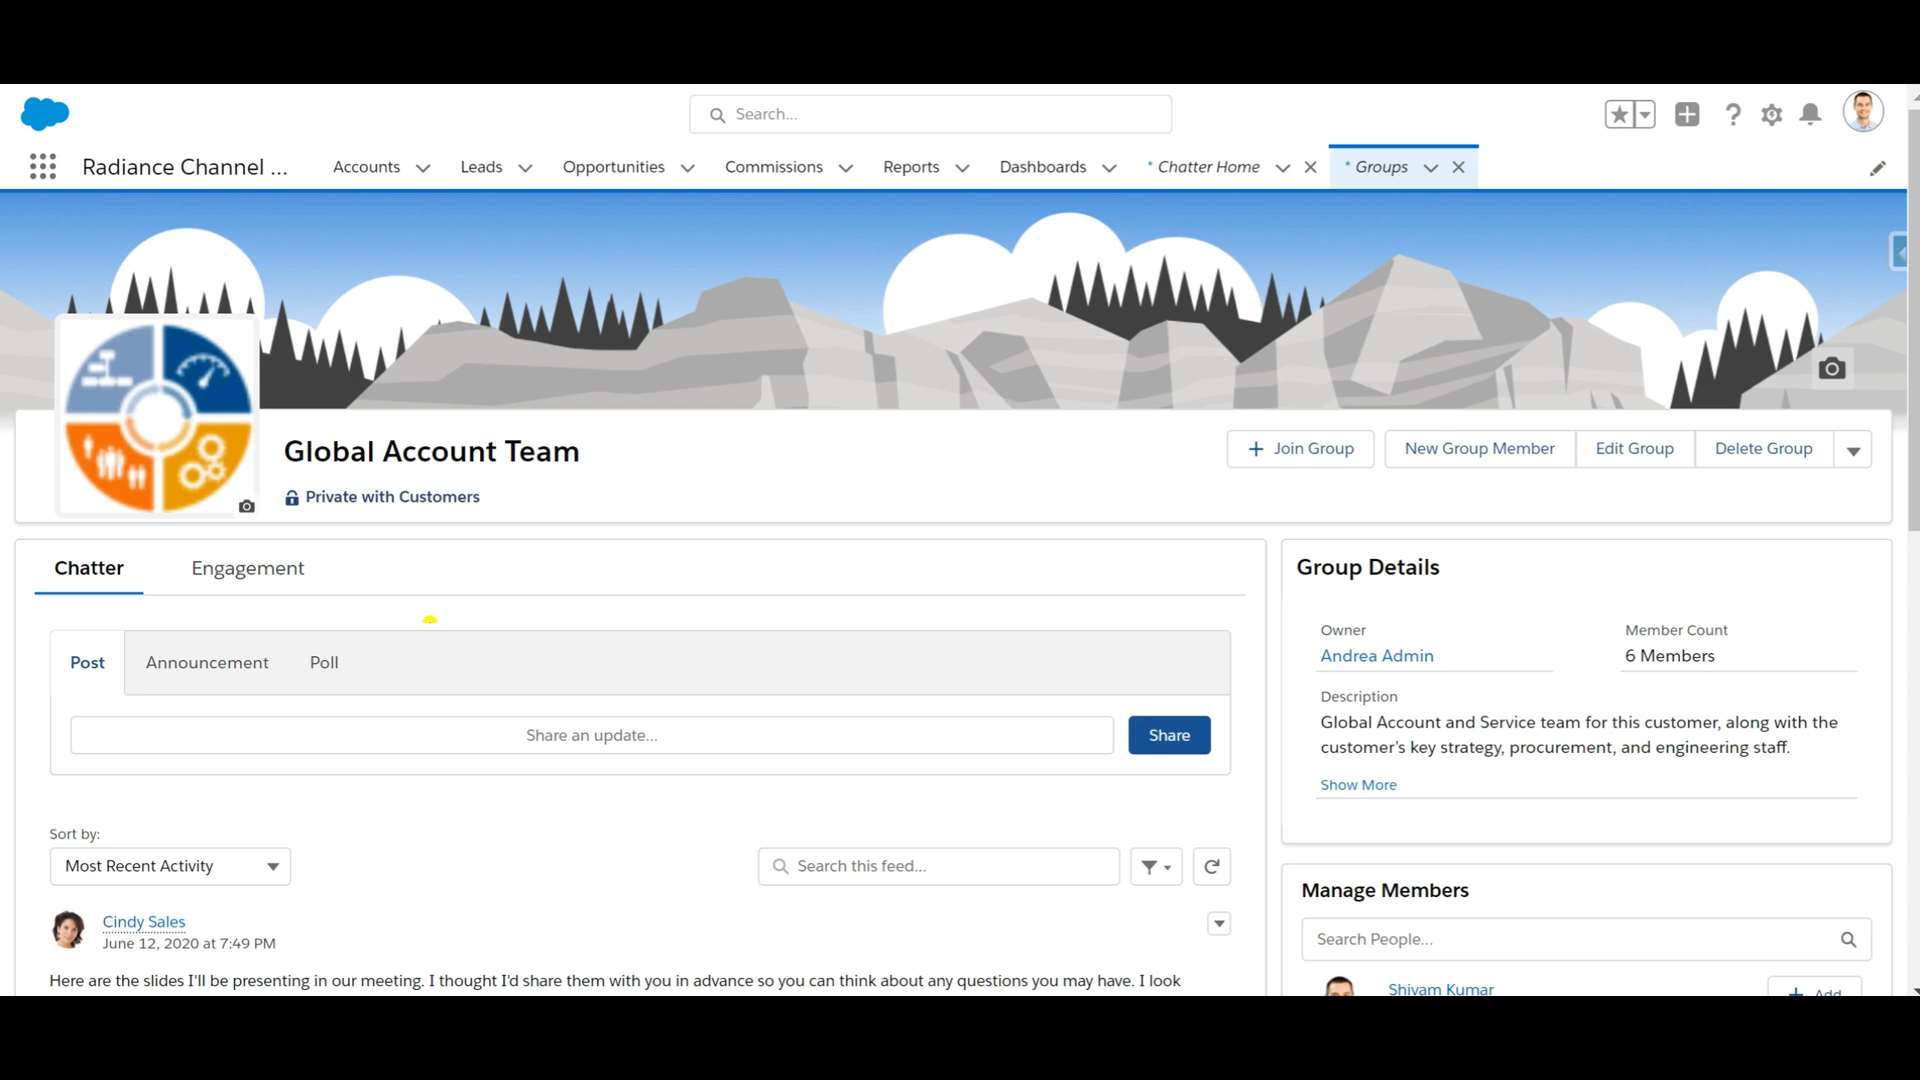 Search...
Radiance Channel ...
Accounts
Leads
Opportunities
Commissions
Reports
Dashboards
* Chatter Home
* Groups
Global Account Team
Private with Customers
+ Join Group
New Group Member
Edit Group
Delete Group
Chatter
Engagement
Post
Announcement
Poll
Share an update...
Share
Sort by:
Most Recent Activity
Search this feed...
Cindy Sales
June 12, 2020 at 7:49 PM
Here are the slides I'll be presenting in our meeting. I thought I'd share them with you in advance so you can think about any questions you may have. I look
Group Details
Owner
Andrea Admin
Member Count
6 Members
Description
Global Account and Service team for this customer, along with the
customer's key strategy, procurement, and engineering staff.
Show More
Manage Members
Search People...
Shivam Kumar
+ Add